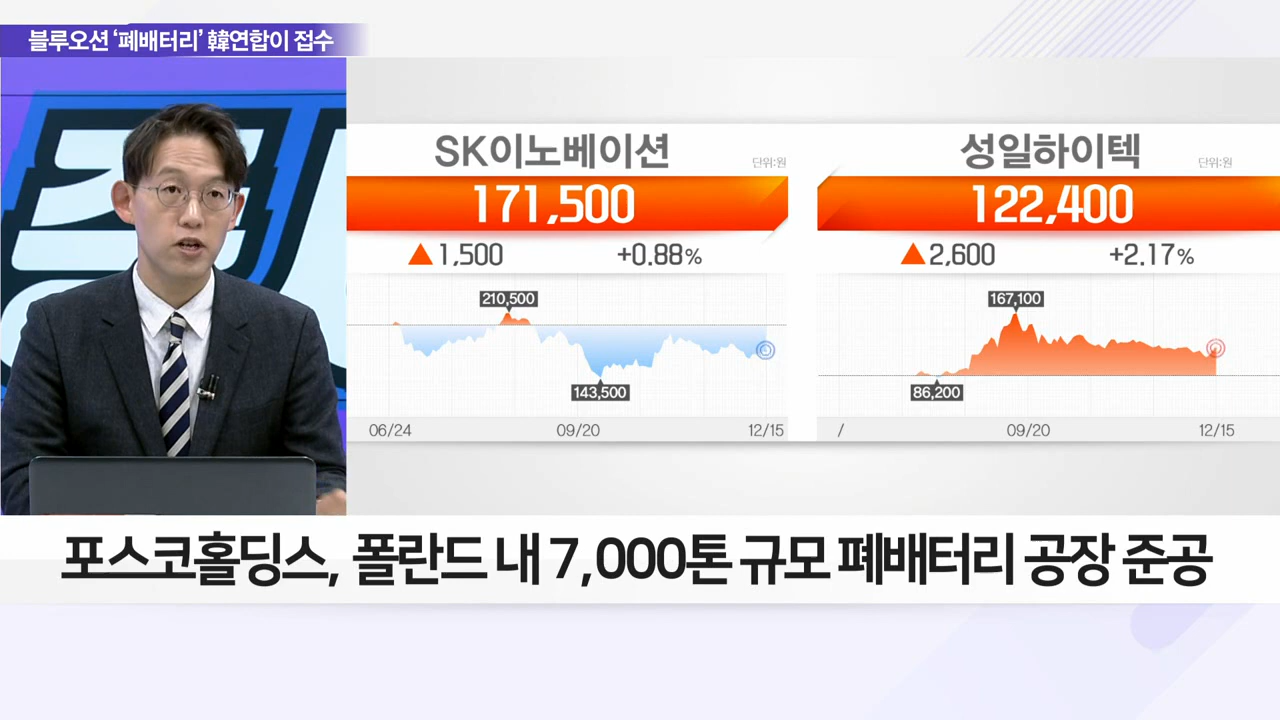 블루오션 ‘폐배터리’ 韓연합이 접수
SK이노베이션
단위:원
171,500
▲1,500 +0.88%
210,500
143,500
06/24 09/20 12/15
성일하이텍
단위:원
122,400
▲2,600 +2.17%
167,100
86,200
/ 09/20 12/15
포스코홀딩스, 폴란드 내 7,000톤 규모 폐배터리 공장 준공